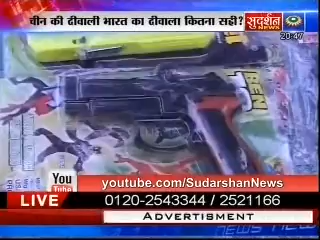 चीन की दीवाली भारत का दीवाला कितना सही?
सुदर्शन
NEWS
20:47
BEN
You Tube
youtube.com/SudarshanNews
LIVE
0120-2543344 / 2521166
ADVERTISMENT